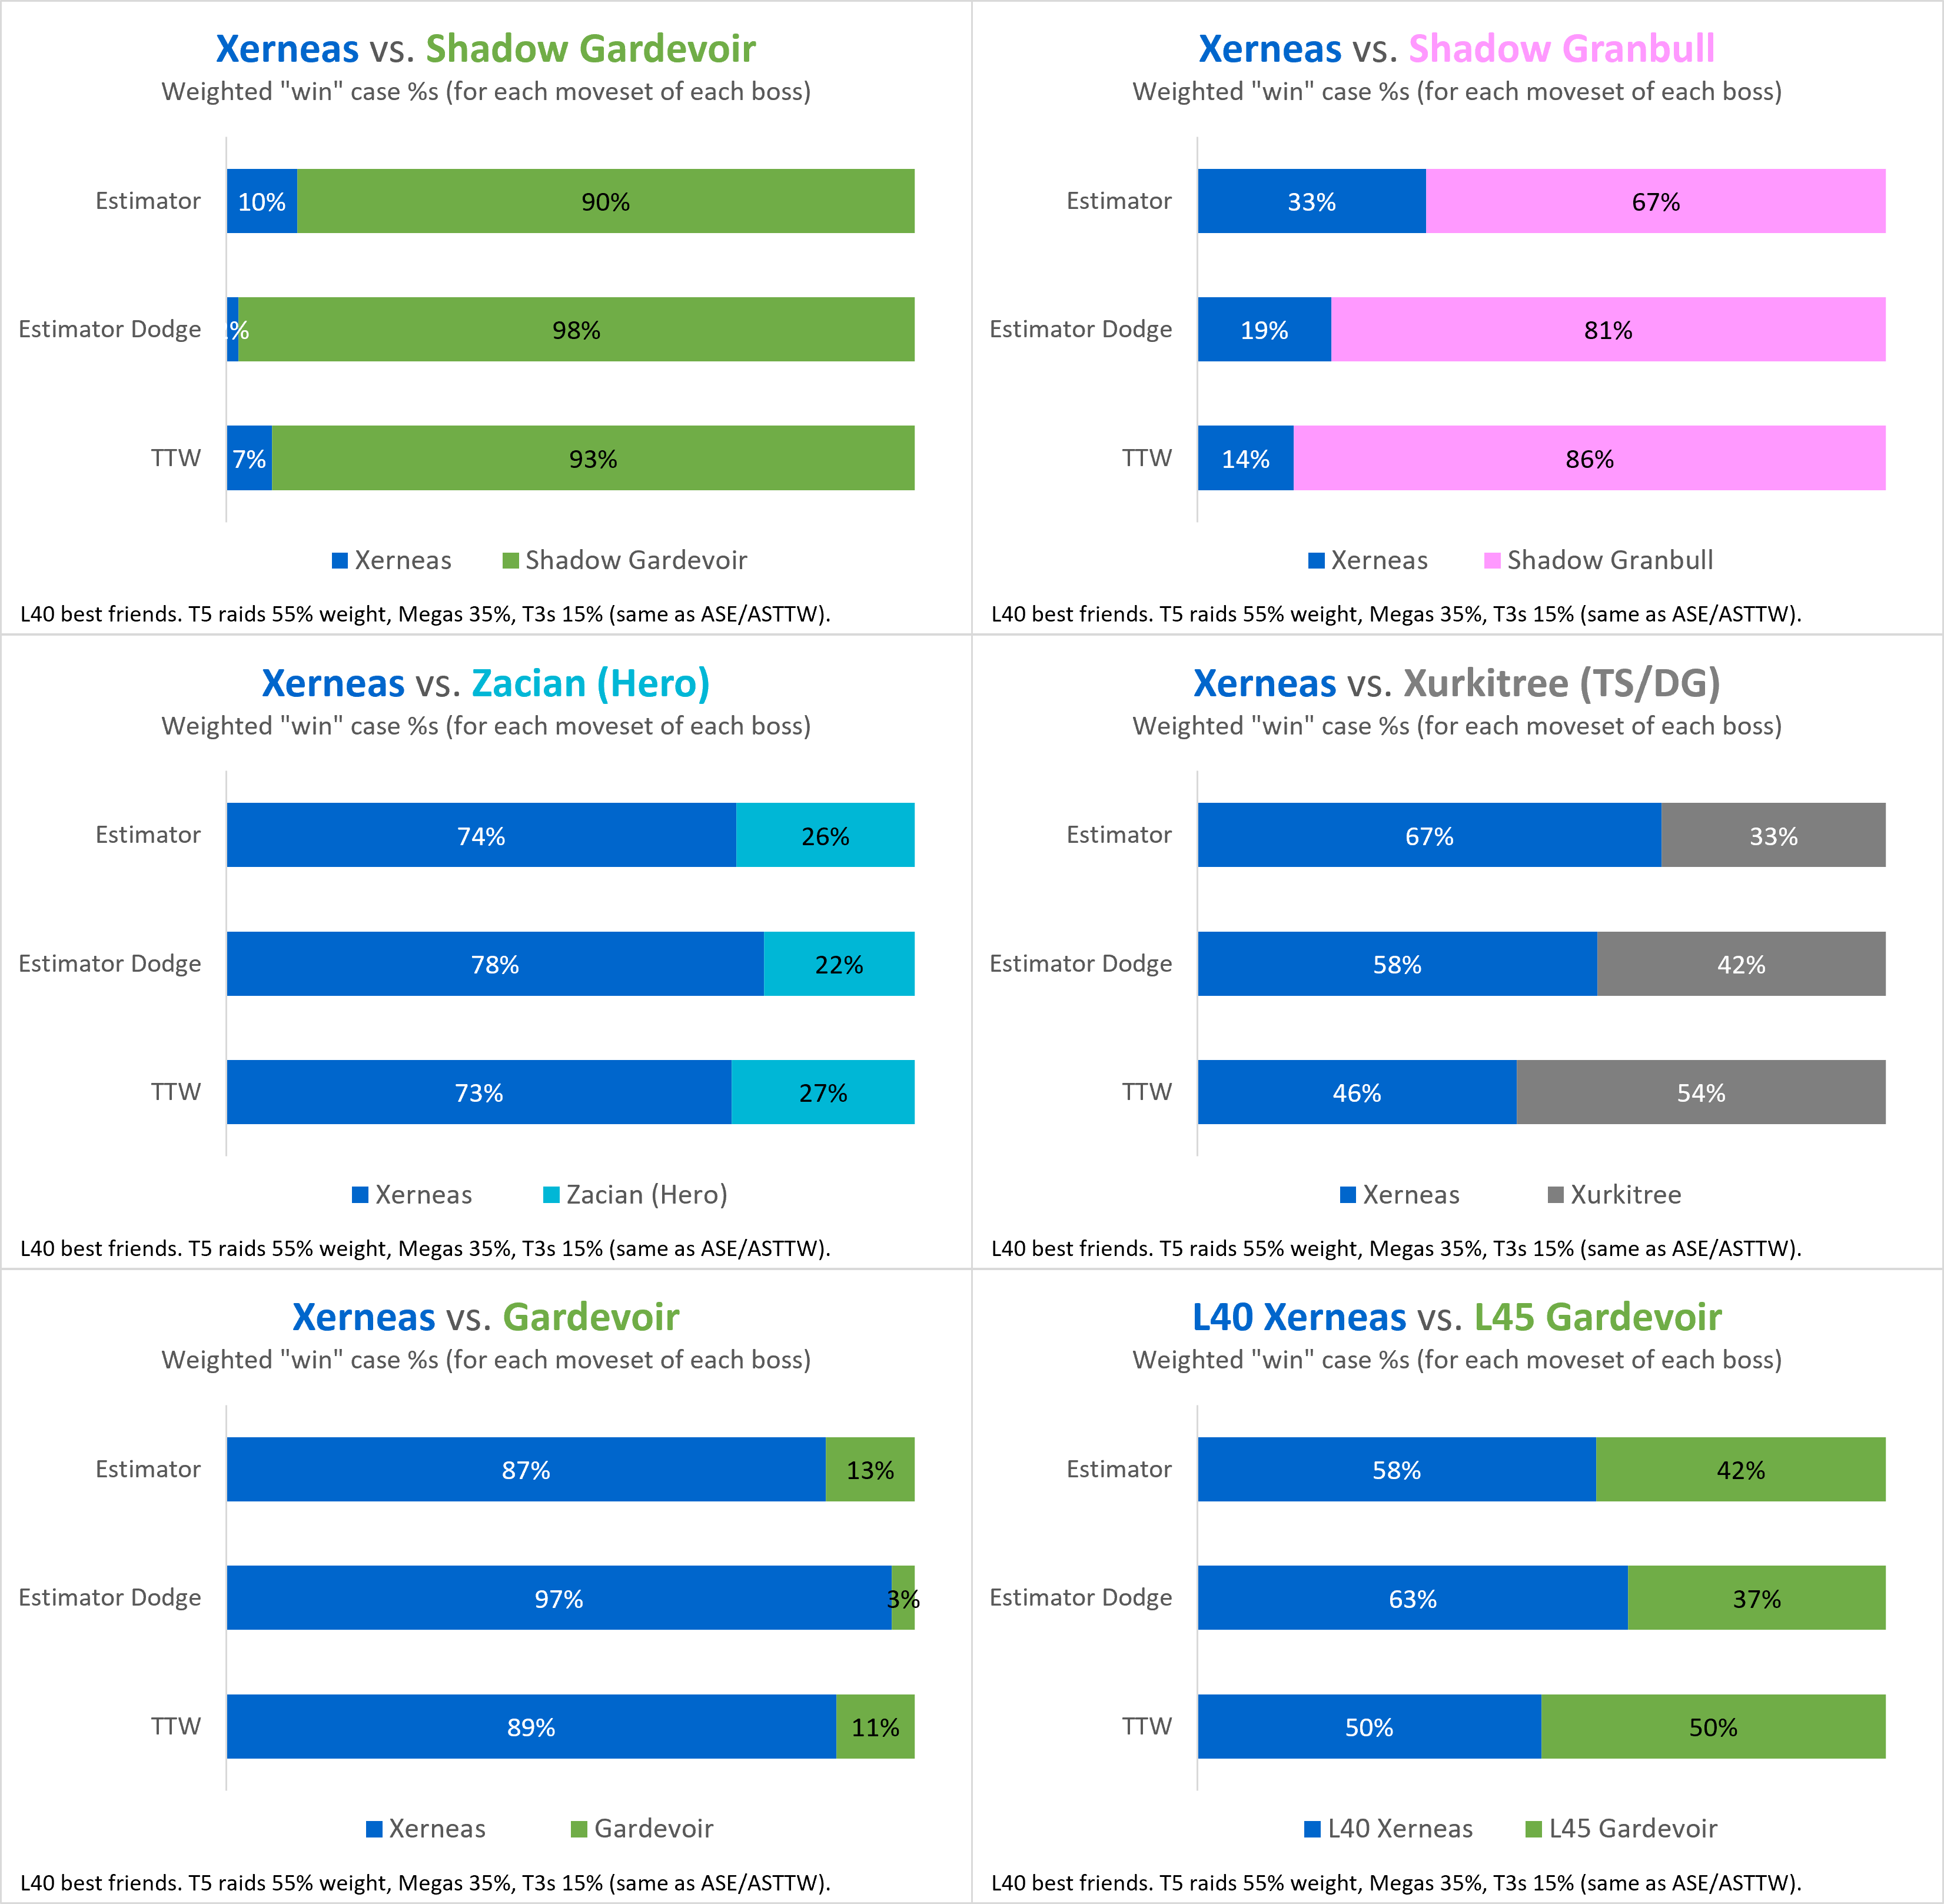 Xerneas vs. Shadow Gardevoir
Weighted "win" case %s (for each moveset of each boss)
Estimator
10%
90%
Estimator Dodge
%
98%
TTW
7%
93%
Xerneas
Shadow Gardevoir
L40 best friends. T5 raids 55% weight, Megas 35%, T3s 15% (same as ASE/ASTTW).
Xerneas vs. Shadow Granbull
Weighted "win" case %s (for each moveset of each boss)
Estimator
33%
67%
Estimator Dodge
19%
81%
TTW
14%
86%
Xerneas
Shadow Granbull
L40 best friends. T5 raids 55% weight, Megas 35%, T3s 15% (same as ASE/ASTTW).
Xerneas vs. Zacian (Hero)
Weighted "win" case %s (for each moveset of each boss)
Estimator
74%
26%
Estimator Dodge
78%
22%
TTW
73%
27%
Xerneas
Zacian (Hero)
L40 best friends. T5 raids 55% weight, Megas 35%, T3s 15% (same as ASE/ASTTW).
Xerneas vs. Xurkitree (TS/DG)
Weighted "win" case %s (for each moveset of each boss)
Estimator
67%
33%
Estimator Dodge
58%
42%
TTW
46%
54%
Xerneas
Xurkitree
L40 best friends. T5 raids 55% weight, Megas 35%, T3s 15% (same as ASE/ASTTW).
Xerneas vs. Gardevoir
Weighted "win" case %s (for each moveset of each boss)
Estimator
87%
13%
Estimator Dodge
97%
3%
TTW
89%
11%
Xerneas
Gardevoir
L40 best friends. T5 raids 55% weight, Megas 35%, T3s 15% (same as ASE/ASTTW).
L40 Xerneas vs. L45 Gardevoir
Weighted "win" case %s (for each moveset of each boss)
Estimator
58%
42%
Estimator Dodge
63%
37%
TTW
50%
50%
L40 Xerneas
L45 Gardevoir
L40 best friends. T5 raids 55% weight, Megas 35%, T3s 15% (same as ASE/ASTTW).